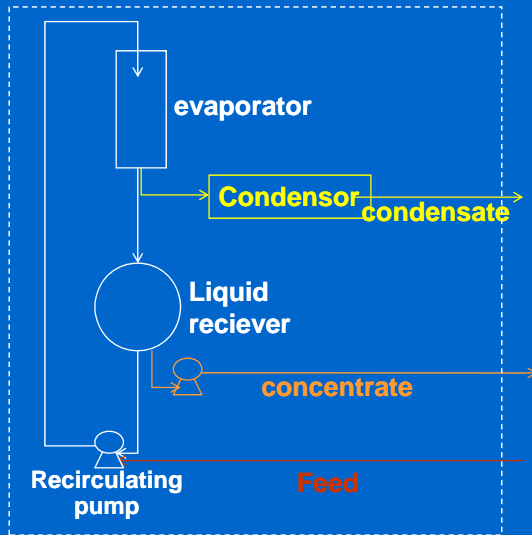 evaporator
Condensor
condensate
Liquid
reciever
concentrate
Recirculating
pump
Feed